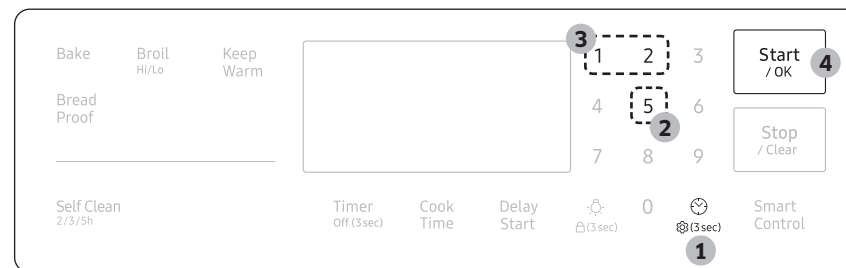 Bake Broil Keep
Hi/Lo Warm
Bread
Proof
Self Clean
2/3/5h
Timer Cook Delay
Off (3 sec) Time Start
3
1 2 3
4 5 6
2
7 8 9
0
(3 sec) (3 sec)
1
Start
/ OK
4
Stop
/ Clear
Smart
Control